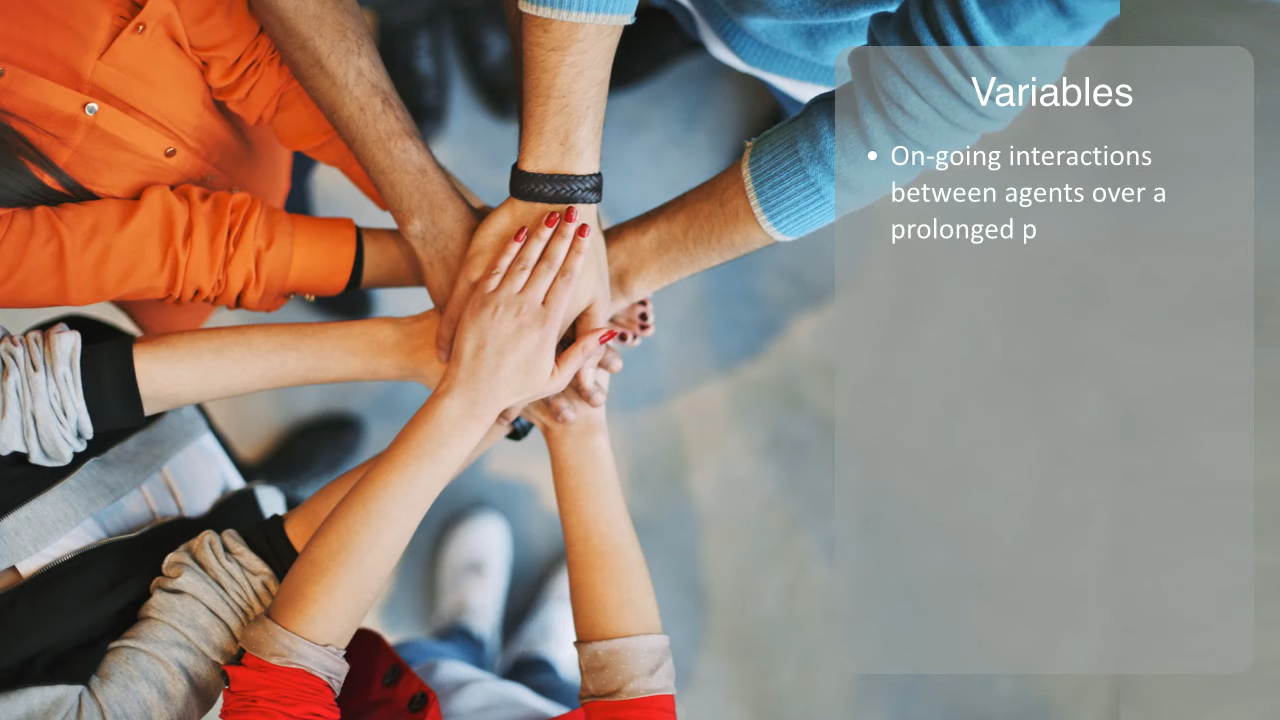 Variables
• On-going interactions
between agents over a
prolonged p